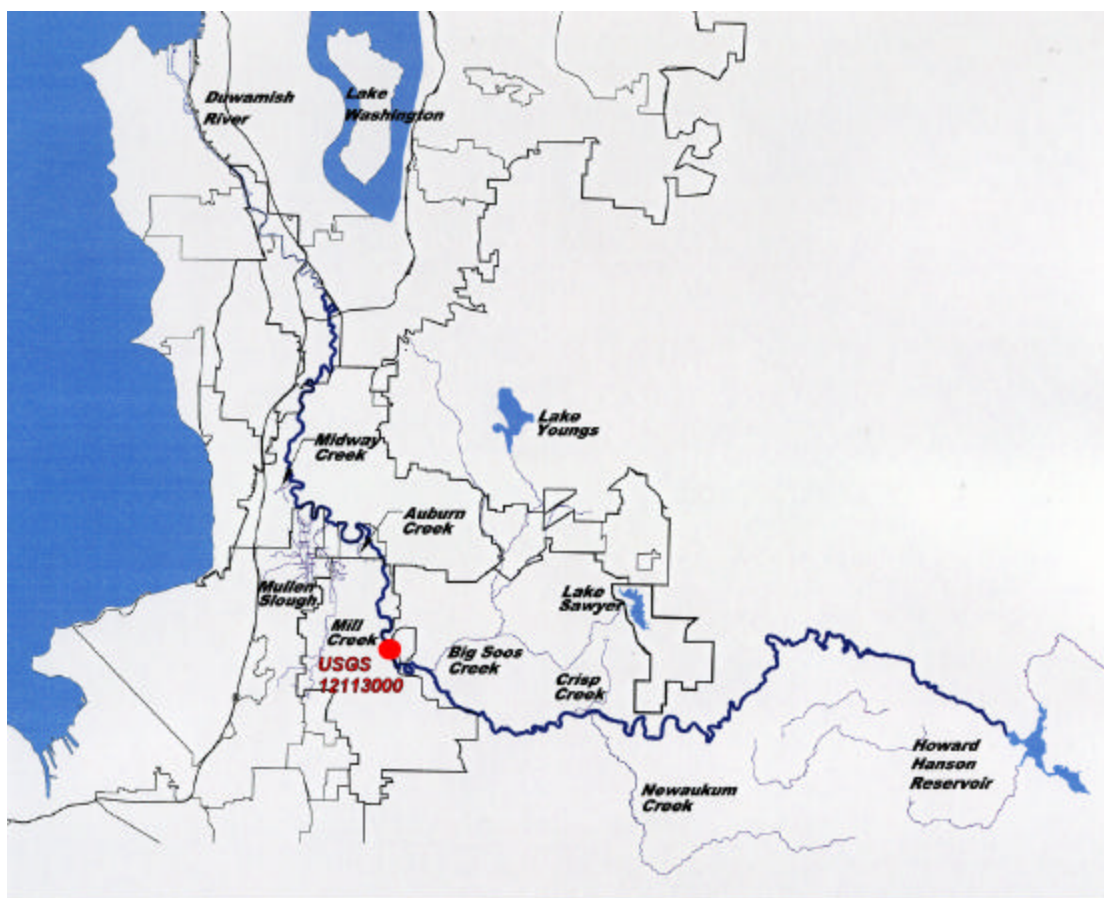 Duwamish
River
Lake
Washington
Lake
Youngs
Midway
Creek
Auburn
Creek
Mullen
Slough
Lake
Sawyer
Mill
Creek
USGS
12113000
Big Soos
Creek
Crisp
Creek
Howard
Hanson
Reservoir
Newaukum
Creek